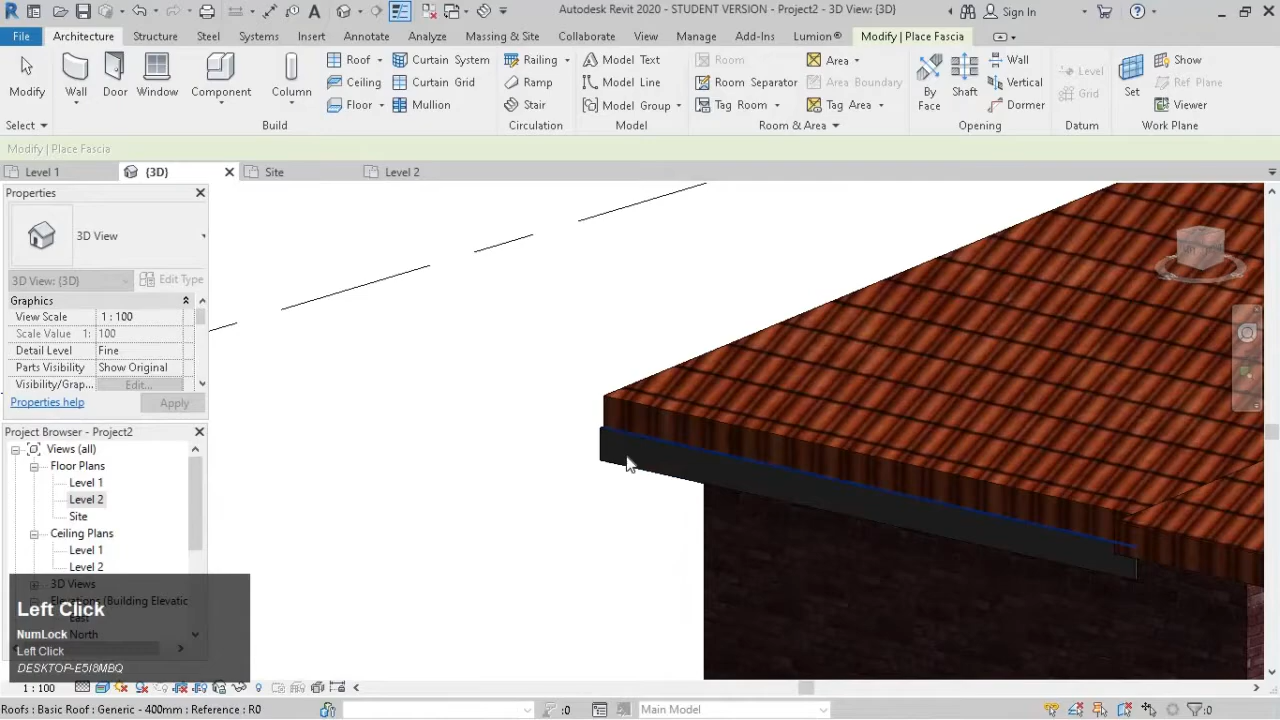 Autodesk Revit 2020 - STUDENT VERSION - Project2 - 3D View: {3D}
Sign In
File Architecture Structure Steel Systems Insert Annotate Analyze Massing & Site Collaborate View Manage Add-Ins Lumion® Modify | Place Fascia
Modify Wall Door Window Component Column
Roof Curtain System Railing Model Text Room Area Wall Level Show
Ceiling Curtain Grid Ramp Model Line Room Separator Area Boundary By Face Shaft Vertical Grid Set Ref Plane
Floor Mullion Stair Model Group Tag Room Tag Area Dormer Viewer
Select Build Circulation Model Room & Area Opening Datum Work Plane
Modify | Place Fascia
Level 1 {3D} Site Level 2
Properties
3D View
3D View: {3D} Edit Type
Graphics
View Scale 1 : 100
Scale Value 1: 100
Detail Level Fine
Parts Visibility Show Original
Visibility/Grap... Edit...
Properties help Apply
Project Browser - Project2
Views (all)
Floor Plans
Level 1
Level 2
Site
Ceiling Plans
Level 1
Level 2
3D Views
Elevations (Building Elevatic
East
North
Left Click
NumLock
Left Click
DESKTOP-E5I8MBQ
1 : 100
Roofs : Basic Roof : Generic - 400mm : Reference : R0 :0 Main Model :0